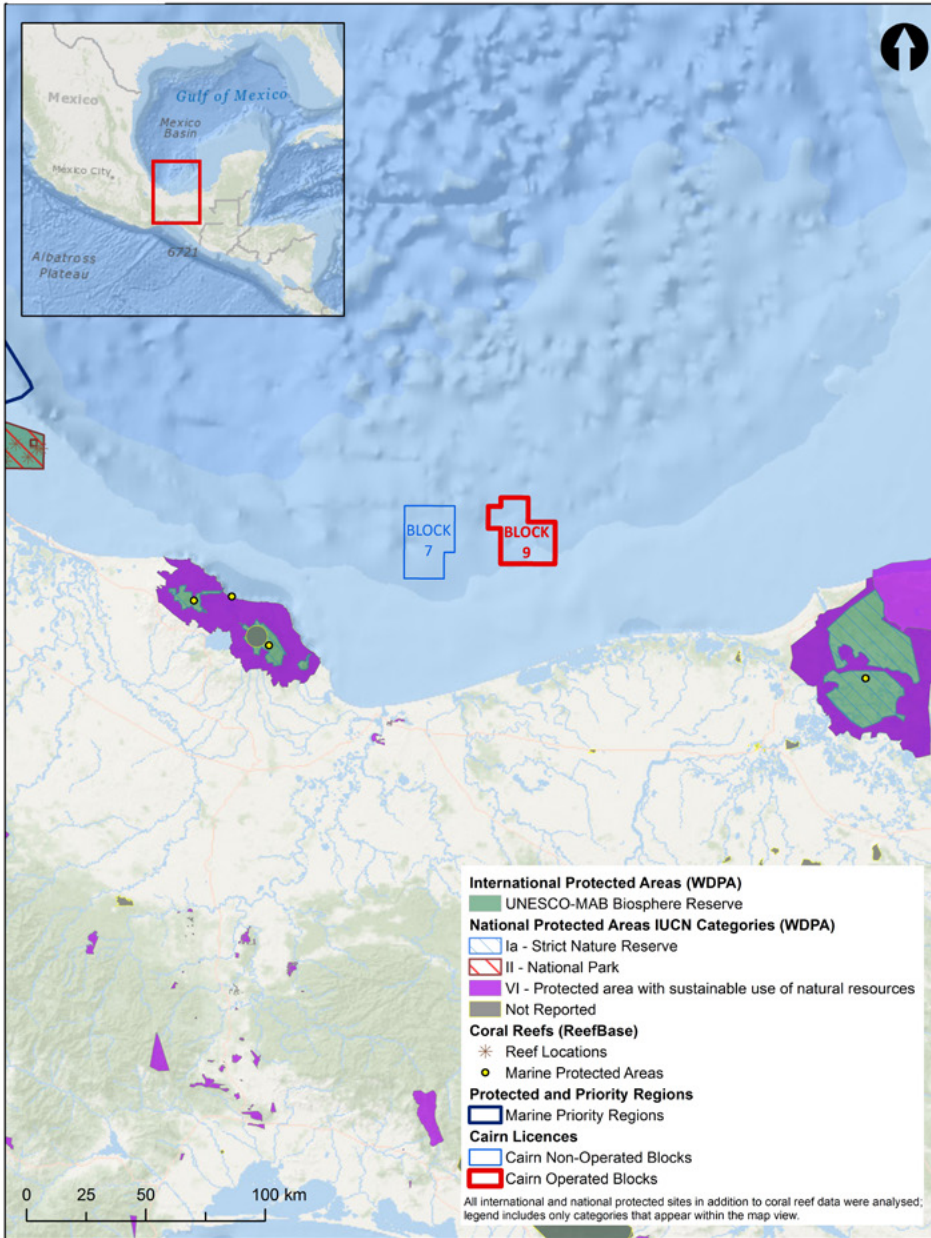 Mexico
Gulf of Mexico
Mexico
Basin
Mexico City
6721
Albatross
Plateau
BLOCK
7
BLOCK
9
International Protected Areas (WDPA)
UNESCO-MAB Biosphere Reserve
National Protected Areas IUCN Categories (WDPA)
Ia - Strict Nature Reserve
II - National Park
VI - Protected area with sustainable use of natural resources
Not Reported
Coral Reefs (ReefBase)
Reef Locations
Marine Protected Areas
Protected and Priority Regions
Marine Priority Regions
Cairn Licences
Cairn Non-Operated Blocks
Cairn Operated Blocks
All international and national protected sites in addition to coral reef data were analysed;
legend includes only categories that appear within the map view.
0 25 50 100 km